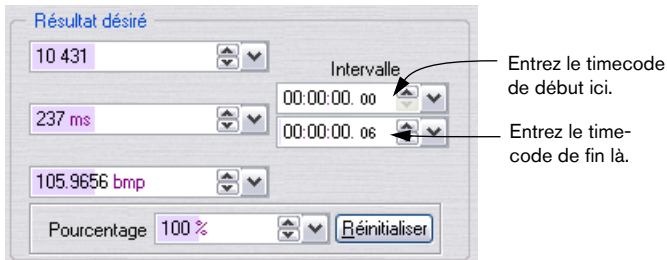 Résultat désiré
10 431
Intervalle
Entrez le timecode
de début ici.
00:00:00. 00
237 ms
00:00:00. 06
Entrez le time-
code de fin là.
105.9656 bmp
Pourcentage 100 % Réinitialiser